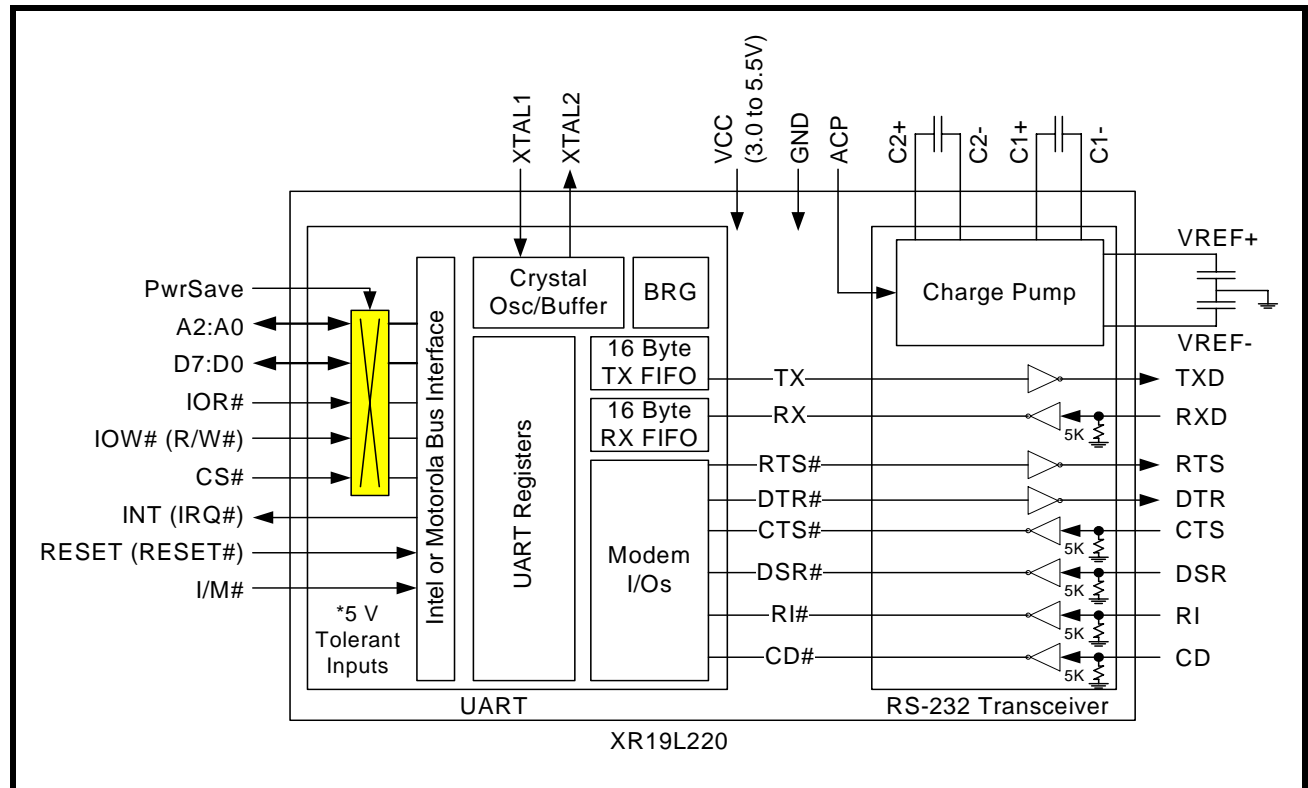 XTAL1
XTAL2
VCC
(3.0 to 5.5V)
GND
ACP
C2+
C2-
C1+
C1-
PwrSave
A2:A0
D7:D0
IOR#
IOW# (R/W#)
CS#
INT (IRQ#)
RESET (RESET#)
I/M#
*5 V
Tolerant
Inputs
Intel or Motorola Bus Interface
Crystal
Osc/Buffer
BRG
UART Registers
16 Byte
TX FIFO
16 Byte
RX FIFO
Modem
I/Os
TX
RX
RTS#
DTR#
CTS#
DSR#
RI#
CD#
Charge Pump
VREF+
VREF-
TXD
RXD
5K
RTS
DTR
CTS
5K
DSR
5K
RI
5K
CD
5K
UART
RS-232 Transceiver
XR19L220